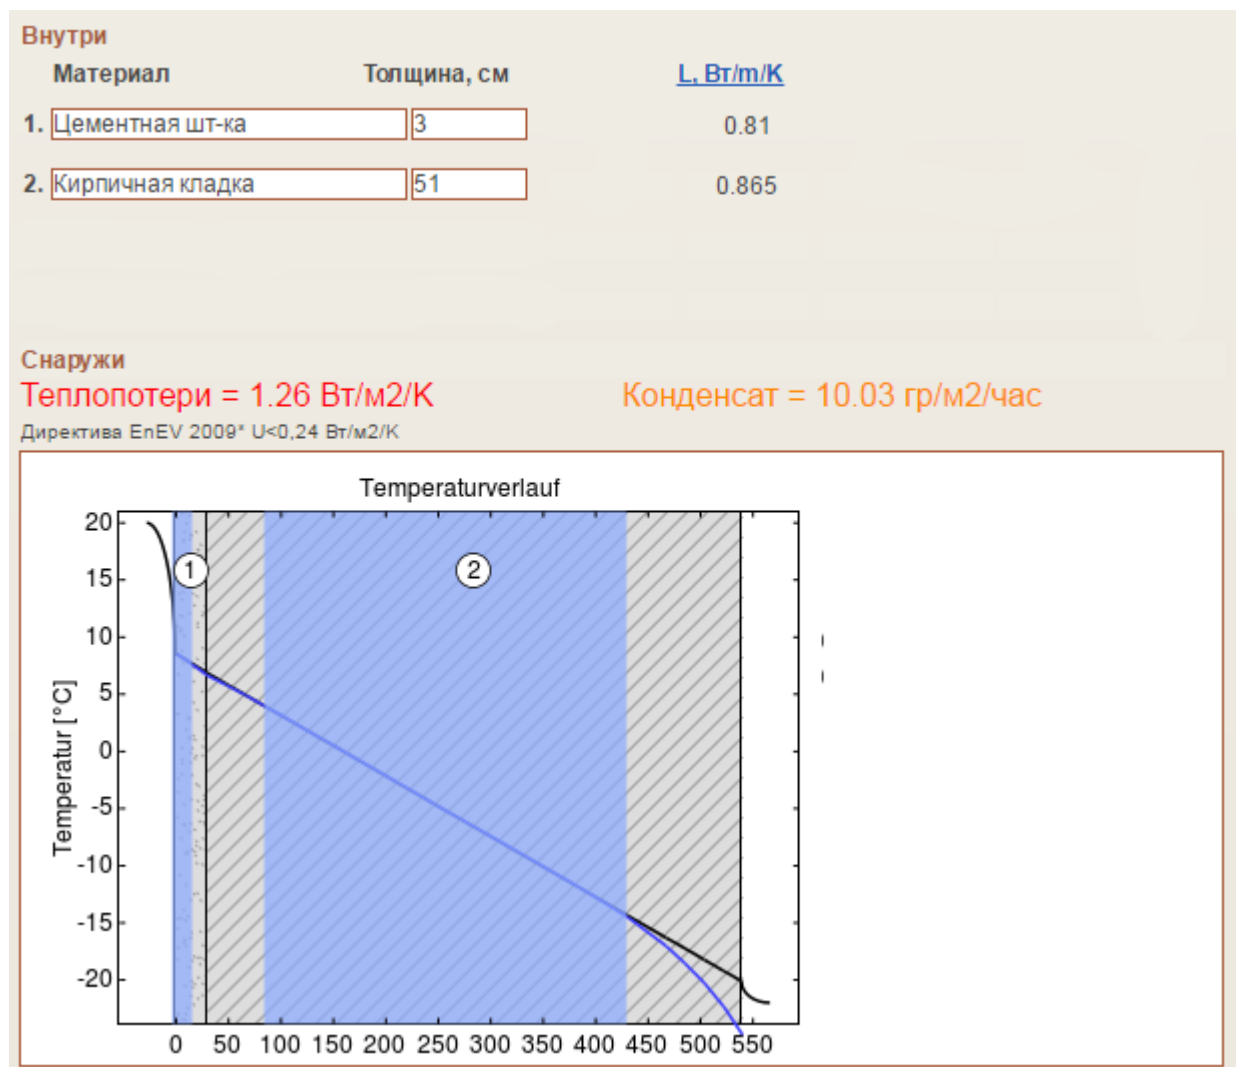 Внутри
Материал Толщина, см L, Вт/m/K
1. Цементная шт-ка 3 0.81
2. Кирпичная кладка 51 0.865
Снаружи
Теплопотери = 1.26 Вт/м2/K Конденсат = 10.03 гр/м2/час
Директива EnEV 2009* U<0,24 Вт/м2/K
Temperaturverlauf
20
15
10
5
0
-5
-10
-15
-20
Temperatur [°C]
1 2
0 50 100 150 200 250 300 350 400 450 500 550